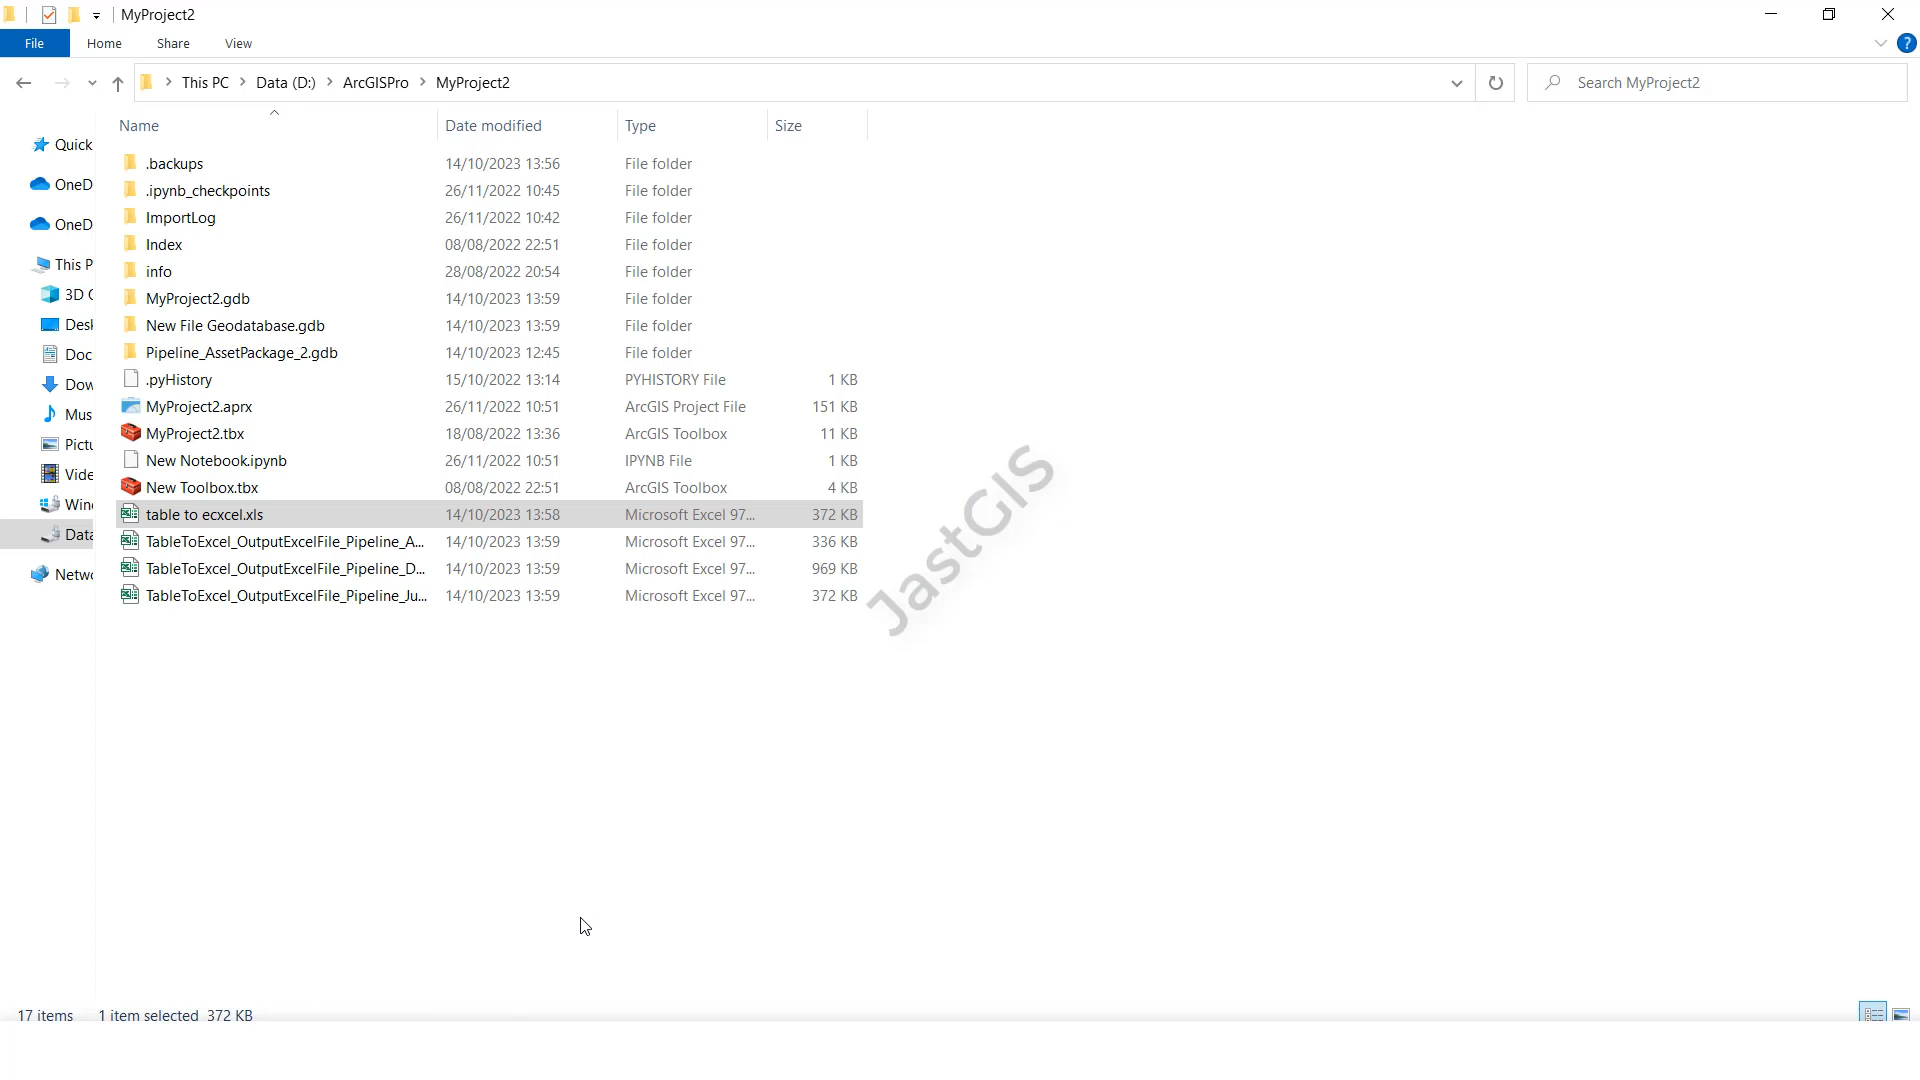 MyProject2
File Home Share View
This PC Data (D:) ArcGISPro MyProject2 Search MyProject2
Name Date modified Type Size
Quick
OneD
OneD
This P
3D
Desk
Doc
Dow
Mus
Pictu
Vide
Wind
Data
Netwo
.backups 14/10/2023 13:56 File folder
.ipynb_checkpoints 26/11/2022 10:45 File folder
ImportLog 26/11/2022 10:42 File folder
Index 08/08/2022 22:51 File folder
info 28/08/2022 20:54 File folder
MyProject2.gdb 14/10/2023 13:59 File folder
New File Geodatabase.gdb 14/10/2023 13:59 File folder
Pipeline_AssetPackage_2.gdb 14/10/2023 12:45 File folder
.pyHistory 15/10/2022 13:14 PYHISTORY File 1 KB
MyProject2.aprx 26/11/2022 10:51 ArcGIS Project File 151 KB
MyProject2.tbx 18/08/2022 13:36 ArcGIS Toolbox 11 KB
New Notebook.ipynb 26/11/2022 10:51 IPYNB File 1 KB
New Toolbox.tbx 08/08/2022 22:51 ArcGIS Toolbox 4 KB
table to ecxcel.xls 14/10/2023 13:58 Microsoft Excel 97... 372 KB
TableToExcel_OutputExcelFile_Pipeline_A... 14/10/2023 13:59 Microsoft Excel 97... 336 KB
TableToExcel_OutputExcelFile_Pipeline_D... 14/10/2023 13:59 Microsoft Excel 97... 969 KB
TableToExcel_OutputExcelFile_Pipeline_Ju... 14/10/2023 13:59 Microsoft Excel 97... 372 KB
JastGIS
17 items 1 item selected 372 KB